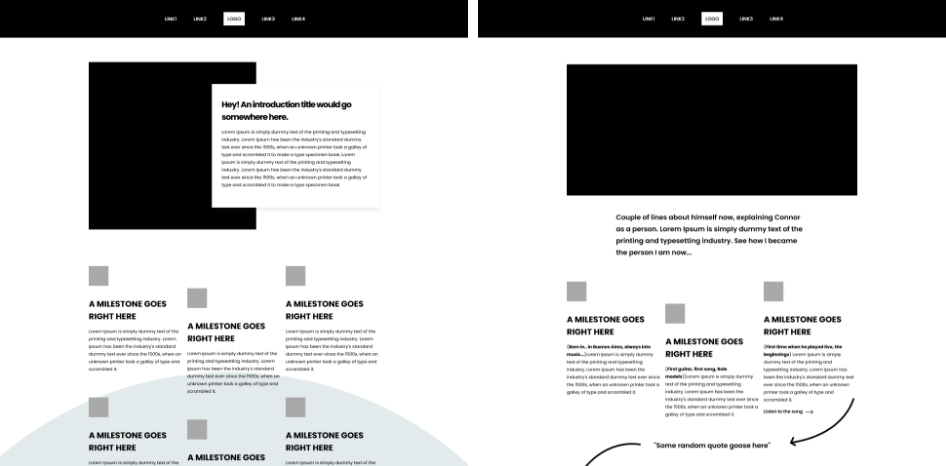 LINK1 LINK2 LOGO LINK3 LINK4
Hey! An introduction title would go
somewhere here.
Lorem Ipsum is simply dummy text of the printing and typesetting
industry. Lorem Ipsum has been the industry's standard dummy
text ever since the 1500s, when an unknown printer took a galley of
type and scrambled it to make a type specimen book. Lorem
Ipsum is simply dummy text of the printing and typesetting
industry. Lorem Ipsum has been the industry's standard dummy
text ever since the 1500s, when an unknown printer took a galley of
type and scrambled it to make a type specimen book.
A MILESTONE GOES
RIGHT HERE
Lorem Ipsum is simply dummy text of the
printing and typesetting industry. Lorem
Ipsum has been the industry's standard
dummy text ever since the 1500s, when an
unknown printer took a galley of type and
scrambled it.
A MILESTONE GOES
RIGHT HERE
Lorem Ipsum is simply dummy text of the
printing and typesetting industry. Lorem
Ipsum has been the industry's standard
dummy text ever since the 1500s, when an
unknown printer took a galley of type and
scrambled it.
A MILESTONE GOES
RIGHT HERE
Lorem Ipsum is simply dummy text of the
printing and typesetting industry. Lorem
Ipsum has been the industry's standard
dummy text ever since the 1500s, when an
unknown printer took a galley of type and
scrambled it.
A MILESTONE GOES
RIGHT HERE
Lorem Ipsum is simply dummy text of the
A MILESTONE GOES
A MILESTONE GOES
RIGHT HERE
Lorem Ipsum is simply dummy text of the
LINK1 LINK2 LOGO LINK3 LINK4
Couple of lines about himself now, explaining Connor
as a person. Lorem Ipsum is simply dummy text of the
printing and typesetting industry. See how I became
the person I am now...
A MILESTONE GOES
RIGHT HERE
(Born in.. in Buenos Aires, always into
music...)Lorem Ipsum is simply dummy
text of the printing and typesetting
industry. Lorem Ipsum has been the
industry's standard dummy text ever since
the 1500s, when an unknown printer took a
galley of type and scrambled it.
A MILESTONE GOES
RIGHT HERE
(First guitar, first song, Role
models)Lorem Ipsum is simply dummy
text of the printing and typesetting
industry. Lorem Ipsum has been the
industry's standard dummy text ever since
the 1500s, when an unknown printer took a
galley of type and scrambled it.
A MILESTONE GOES
RIGHT HERE
(First time when he played live, the
beginnings) Lorem Ipsum is simply
dummy text of the printing and
typesetting industry. Lorem Ipsum has
been the industry's standard dummy text
ever since the 1500s, when an unknown
printer took a galley of type and
scrambled it.
Listen to the song
"Some random quote goose here"